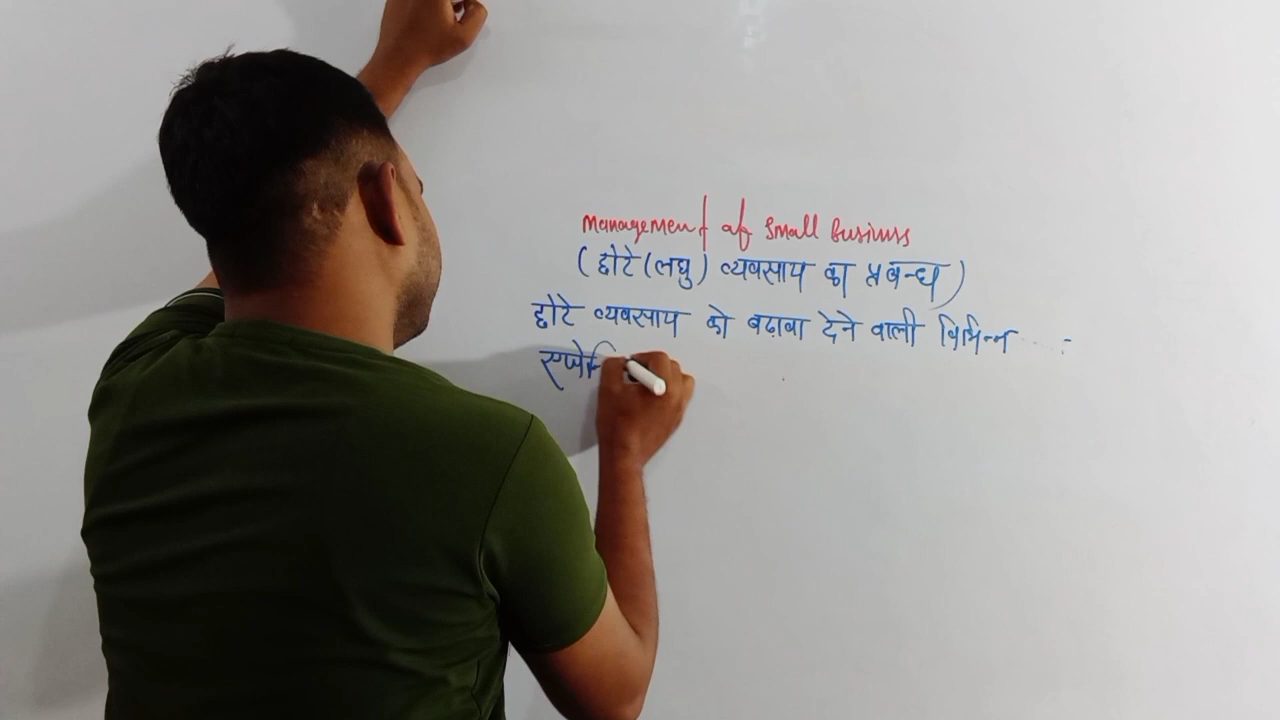 Management of Small Business
(छोटे (लघु) व्यवसाय का प्रबन्ध)
छोटे व्यवसाय को बढ़ावा देने वाली विभिन्न